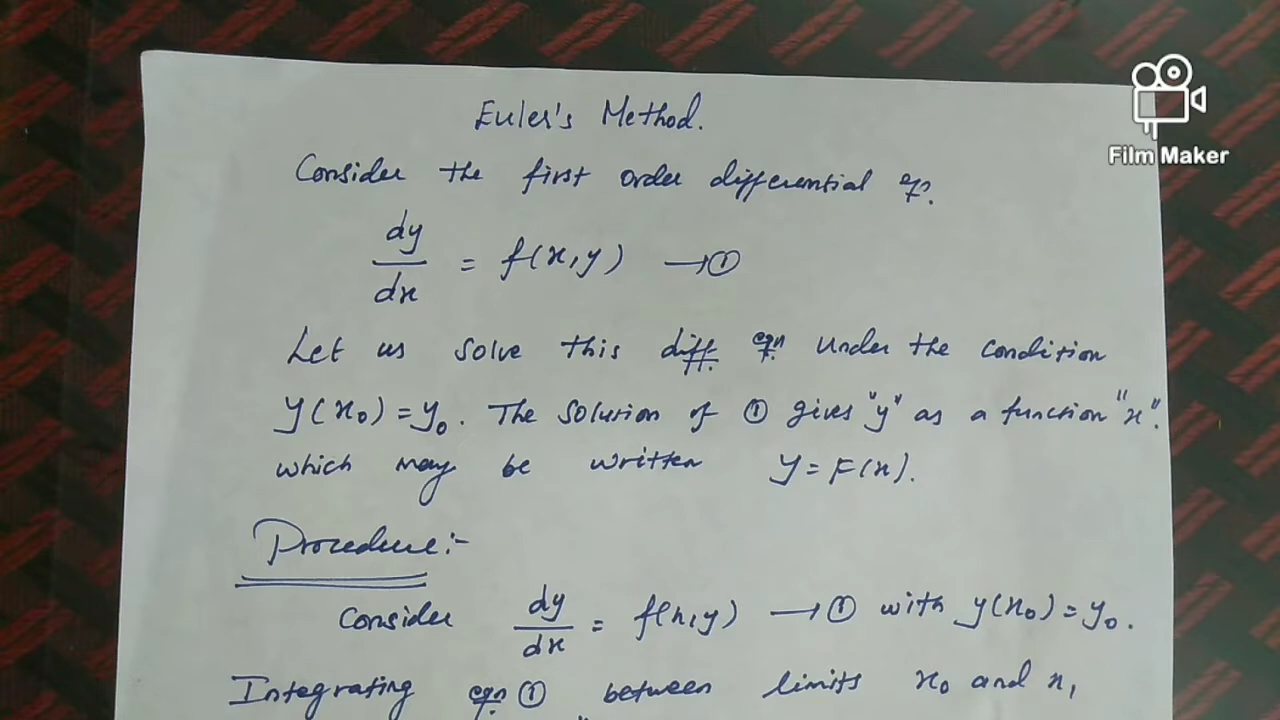 Film Maker
Euler's Method.
Consider the first order differential eq.
dy/dx = f(x,y) → ①
Let us solve this diff. eqn under the condition
y(x₀) = y₀. The solution of ① gives "y" as a function "x".
which may be written y = F(x).
Procedure:-
Consider dy/dx = f(x,y) → ① with y(x₀) = y₀.
Integrating eqn ① between limits x₀ and x₁